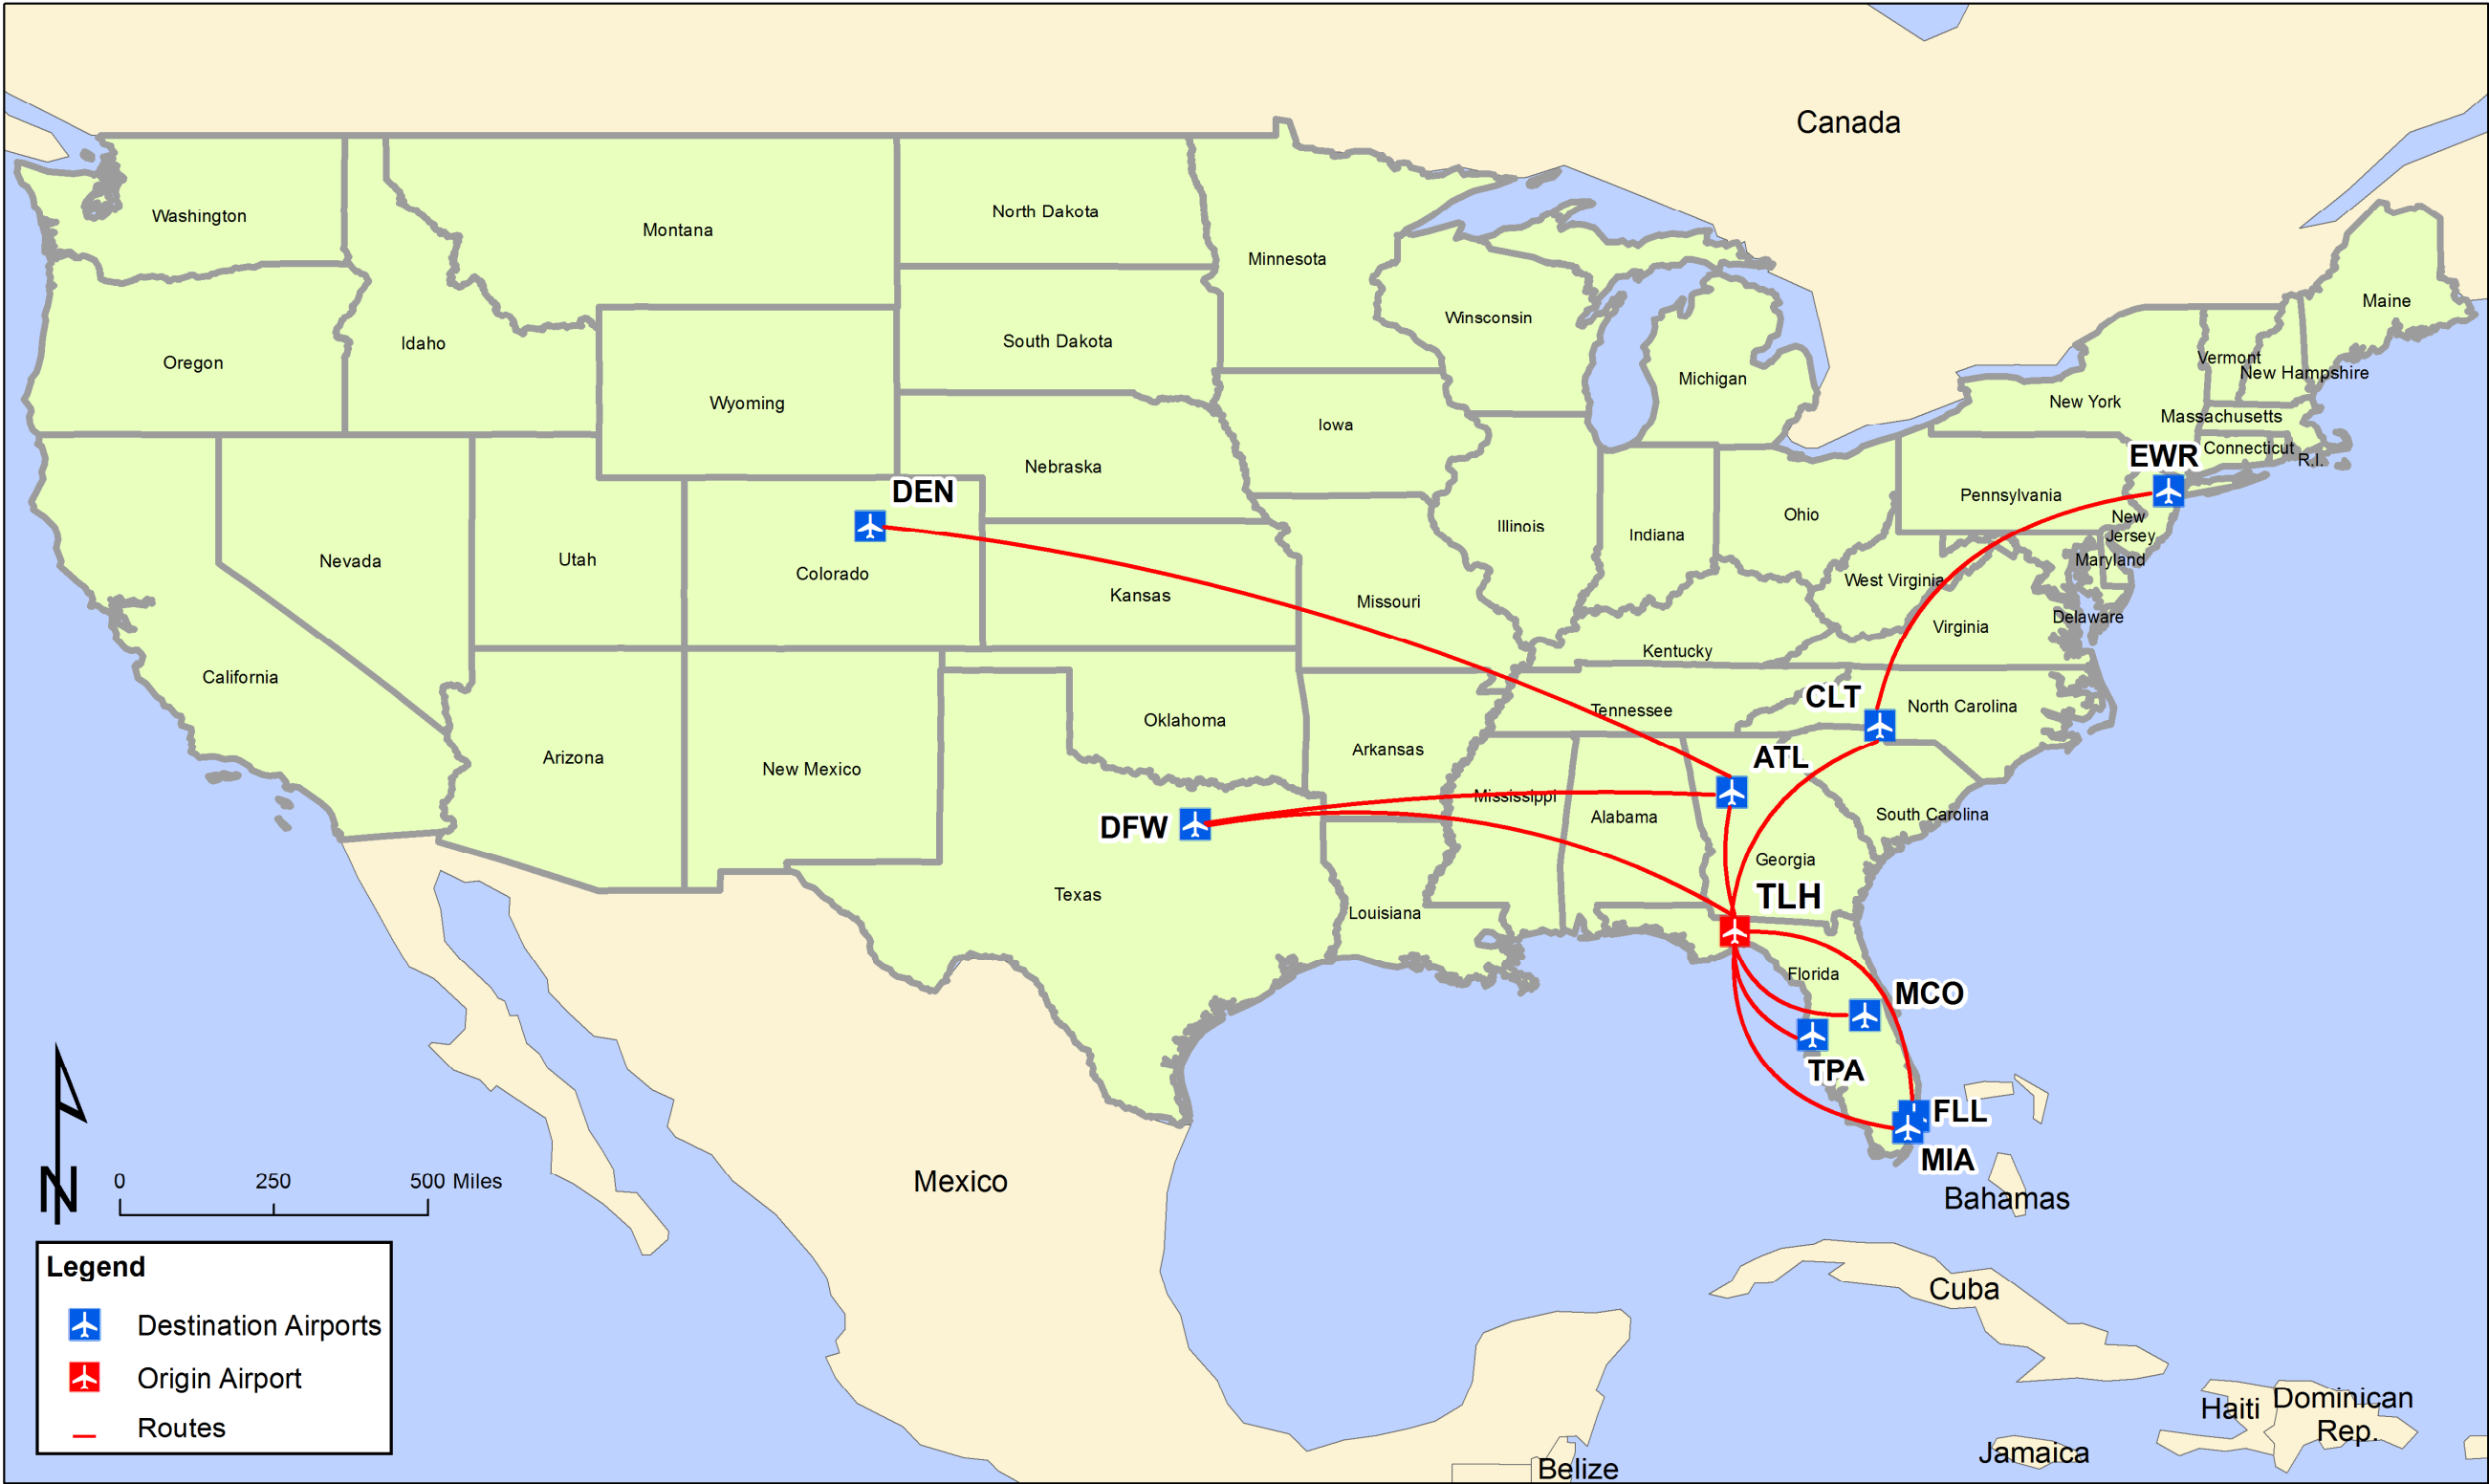 Canada
Washington
Montana
North Dakota
Minnesota
Maine
Oregon
Idaho
South Dakota
Winsconsin
Michigan
Vermont
New Hampshire
Wyoming
New York
Massachusetts
Iowa
Connecticut
R.I.
EWR
Nebraska
DEN
Pennsylvania
New
Jersey
Ohio
Illinois
Indiana
Nevada
Utah
Colorado
Maryland
West Virginia
Kansas
Missouri
Delaware
Virginia
Kentucky
California
CLT
North Carolina
Tennessee
Oklahoma
Arkansas
Arizona
New Mexico
ATL
Mississippi
Alabama
South Carolina
DFW
Georgia
Texas
TLH
Louisiana
Florida
MCO
TPA
FLL
MIA
Mexico
Bahamas
N
0 250 500 Miles
Legend
Destination Airports
Origin Airport
Routes
Cuba
Haiti
Dominican
Rep.
Jamaica
Belize